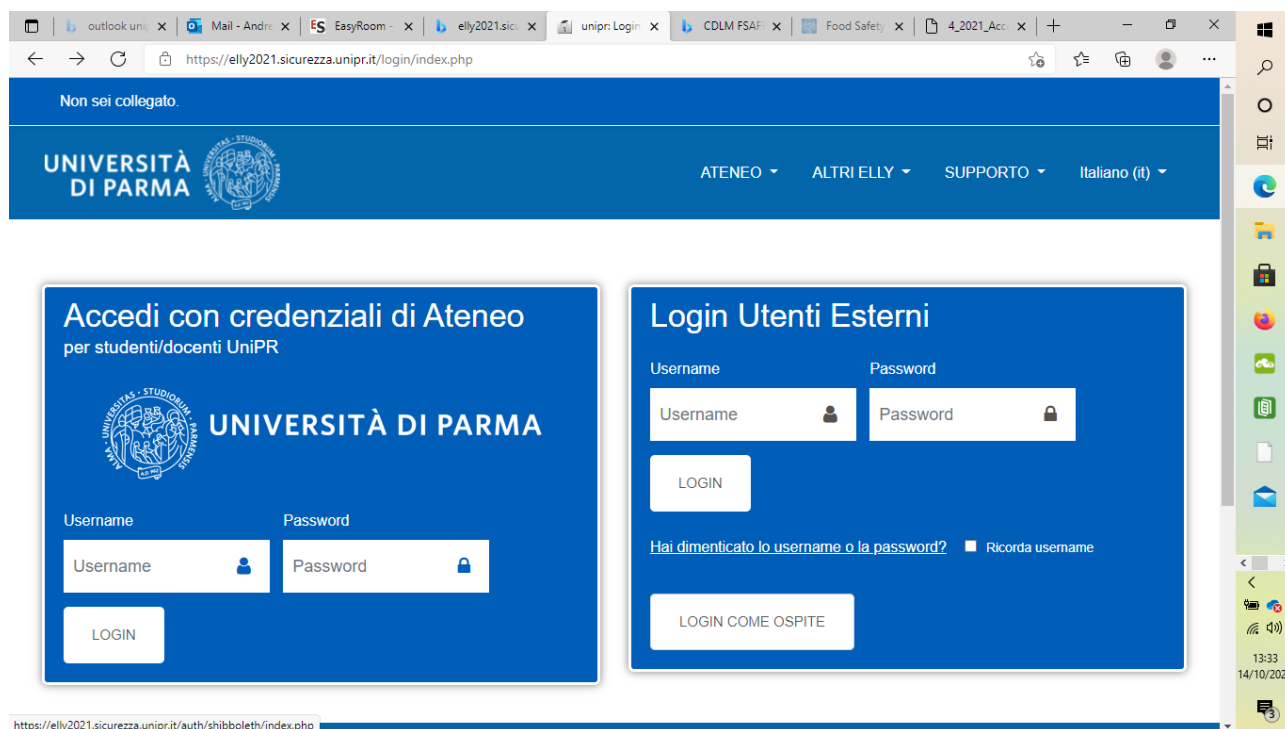 outlook uni
Mail - Andre
EasyRoom -
elly2021.sic
unipr: Login
CDLM FSAF
Food Safety
4_2021_Acc
https://elly2021.sicurezza.unipr.it/login/index.php
Non sei collegato.
UNIVERSITÀ
DI PARMA
ATENEO
ALTRI ELLY
SUPPORTO
Italiano (it)
Accedi con credenziali di Ateneo
per studenti/docenti UniPR
UNIVERSITÀ DI PARMA
Username Password
Username Password
LOGIN
Login Utenti Esterni
Username Password
Username Password
LOGIN
Hai dimenticato lo username o la password? Ricorda username
LOGIN COME OSPITE
https://elly2021.sicurezza.unipr.it/auth/shibboleth/index.php
13:33
14/10/202
3